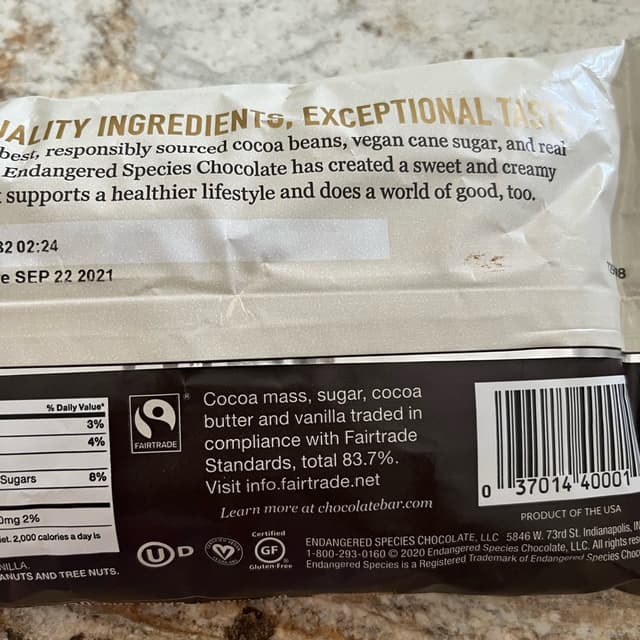 ALITY INGREDIENTS, EXCEPTIONAL
best, responsibly sourced cocoa beans, vegan cane sugar, and real
Endangered Species Chocolate has created a sweet and creamy
supports a healthier lifestyle and does a world of good, too.
32 02:24
e SEP 22 2021
% Daily Value*
3%
4%
Sugars 8%
0mg 2%
et. 2,000 calories a day is
NILLA.
ANUTS AND TREE NUTS.
FAIRTRADE
®
Cocoa mass, sugar, cocoa
butter and vanilla traded in
compliance with Fairtrade
Standards, total 83.7%.
Visit info.fairtrade.net
Learn more at chocolatebar.com
U D
Certified
GF
Gluten-Free
0 37014 40001
PRODUCT OF THE USA
ENDANGERED SPECIES CHOCOLATE, LLC 5846 W. 73rd St. Indianapolis, IN
1-800-293-0160 © 2020 Endangered Species Chocolate, LLC. All rights rese
Endangered Species is a Registered Trademark of Endangered Species Choc